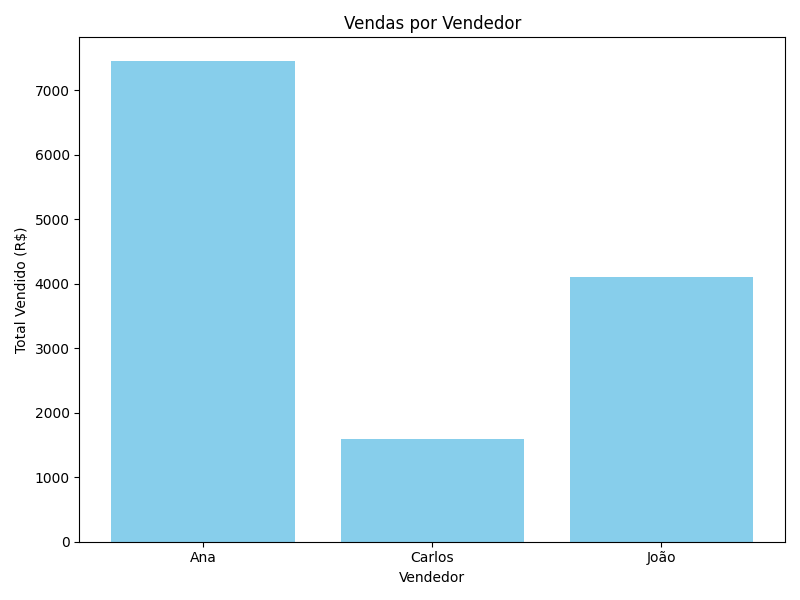 Vendas por Vendedor
Total Vendido (R$)
7000
6000
5000
4000
3000
2000
1000
0
Ana
Carlos
João
Vendedor